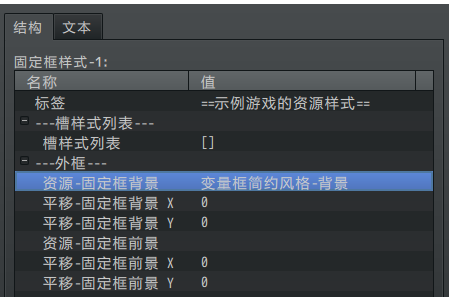 结构 文本
固定框样式-1:
名称 值
标签 ==示例游戏的资源样式==
---槽样式列表---
槽样式列表 []
---外框---
资源-固定框背景 变量框简约风格-背景
平移-固定框背景 X 0
平移-固定框背景 Y 0
资源-固定框前景
平移-固定框前景 X 0
平移-固定框前景 Y 0